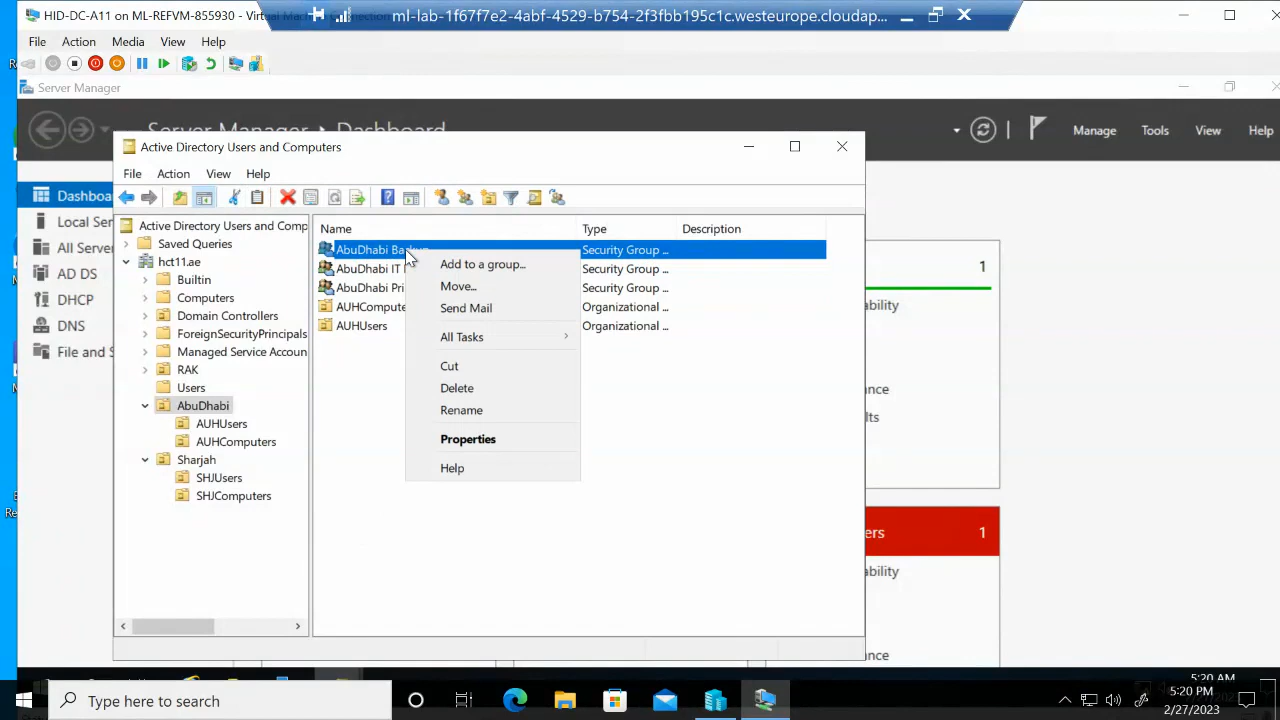 HID-DC-A11 on ML-REFVM-855930 - Virtual
ml-lab-1f67f7e2-4abf-4529-b754-2f3fbb195c1c.westeurope.cloudap...
File Action Media View Help
Server Manager
Server Manager Dashboard
Manage Tools View Help
Active Directory Users and Computers
File Action View Help
Active Directory Users and Comp
Saved Queries
hct11.ae
Builtin
Computers
Domain Controllers
ForeignSecurityPrincipals
Managed Service Accoun
RAK
Users
AbuDhabi
AUHUsers
AUHComputers
Sharjah
SHJUsers
SHJComputers
Name Type Description
AbuDhabi Backup Security Group ...
AbuDhabi IT Security Group ...
AbuDhabi Pri Security Group ...
AUHCompute Organizational ...
AUHUsers Organizational ...
Add to a group...
Move...
Send Mail
All Tasks
Cut
Delete
Rename
Properties
Help
Dashboa
Local Ser
All Server
AD DS
DHCP
DNS
File and S
1
ability
ance
lts
ers 1
ability
ance
5:20 AM
Type here to search
5:20 PM
2/27/2023